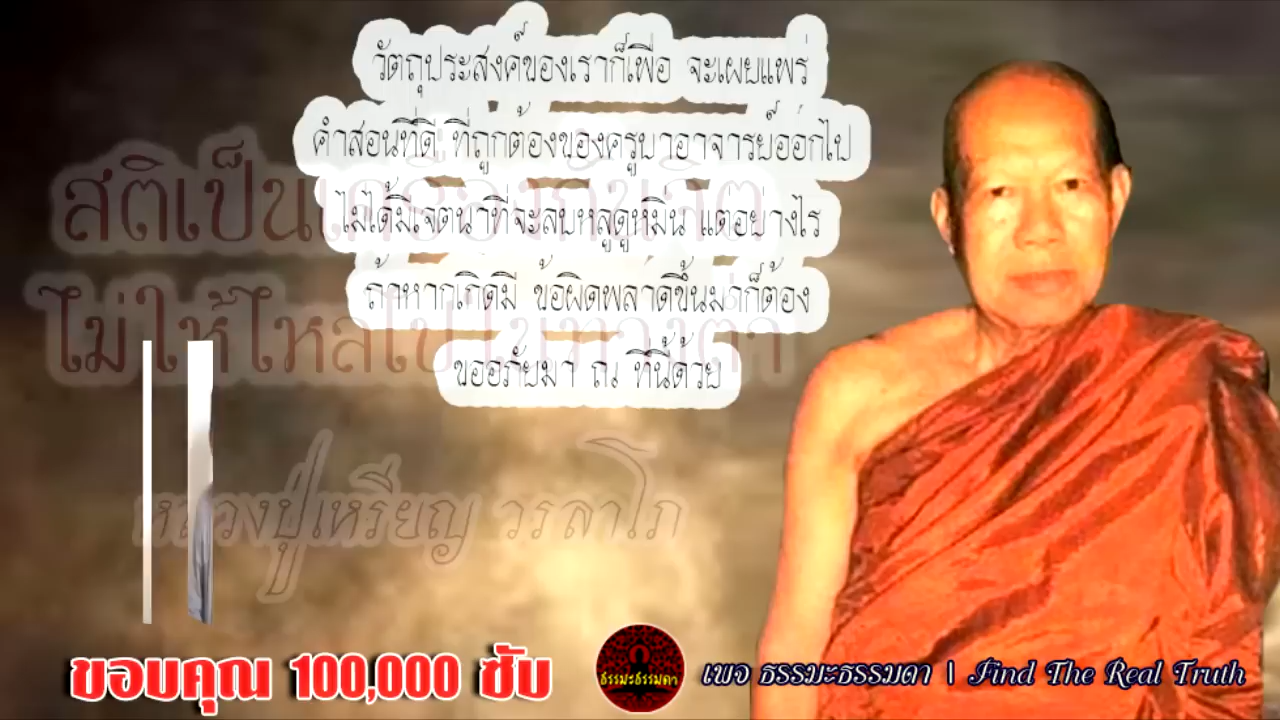 วัตถุประสงค์ของเราก็เพื่อ จะเผยแพร่
คำสอนที่ดี ที่ถูกต้องของครูบาอาจารย์ออกไป
ไม่ได้มีเจตนาที่จะลบหลู่ดูหมิ่น แต่อย่างไร
ถ้าหากเกิดมี ข้อผิดพลาดขึ้นมาก็ต้อง
ขออภัยมา ณ ที่นี้ด้วย
สติเป็น
ไม่ให้ไหลไปในทางต่ำ
หลวงปู่เหรียญ วรลาโภ
ขอบคุณ 100,000 ซับ
ธรรมะธรรมดา
เพจ ธรรมะธรรมดา | Find The Real Truth